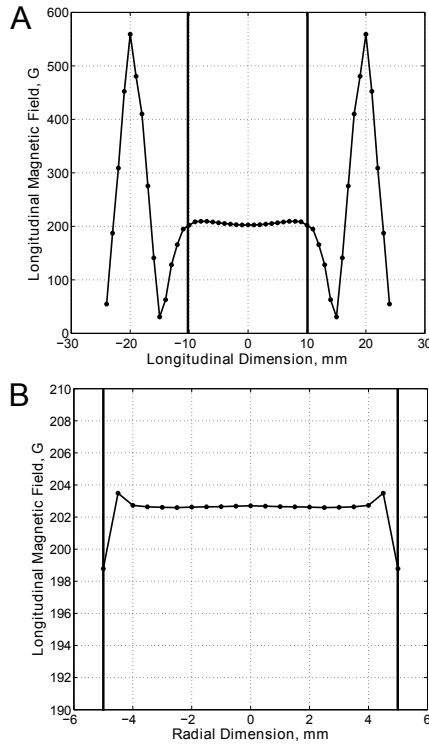 A
600
500
400
300
200
100
0
Longitudinal Magnetic Field, G
−30 −20 −10 0 10 20 30
Longitudinal Dimension, mm
B
210
208
206
204
202
200
198
196
194
192
190
Longitudinal Magnetic Field, G
−6 −4 −2 0 2 4 6
Radial Dimension, mm